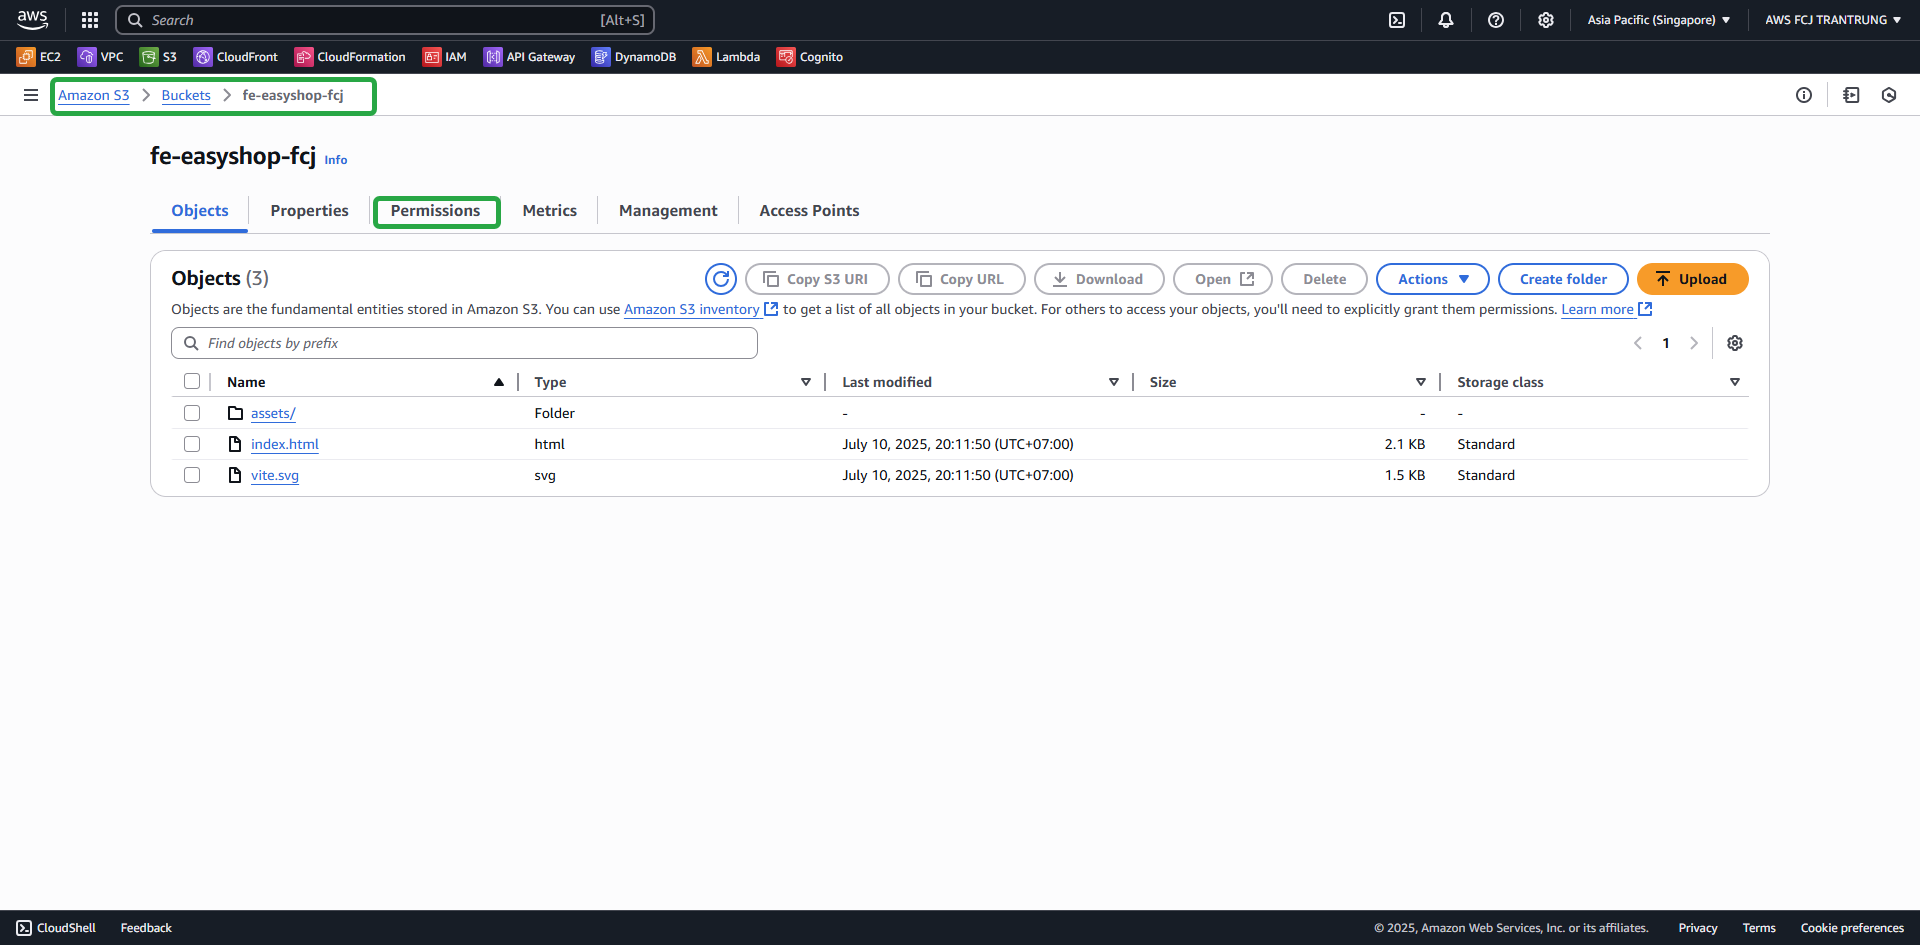 aws Search [Alt+S] Asia Pacific (Singapore) AWS FCJ TRANTRUNG
EC2 VPC S3 CloudFront CloudFormation IAM API Gateway DynamoDB Lambda Cognito
Amazon S3 Buckets fe-easyshop-fcj
fe-easyshop-fcj Info
Objects Properties Permissions Metrics Management Access Points
Objects (3) Copy S3 URI Copy URL Download Open Delete Actions Create folder Upload
Objects are the fundamental entities stored in Amazon S3. You can use Amazon S3 inventory to get a list of all objects in your bucket. For others to access your objects, you'll need to explicitly grant them permissions. Learn more
Find objects by prefix 1
Name Type Last modified Size Storage class
assets/ Folder - - -
index.html html July 10, 2025, 20:11:50 (UTC+07:00) 2.1 KB Standard
vite.svg svg July 10, 2025, 20:11:50 (UTC+07:00) 1.5 KB Standard
CloudShell Feedback © 2025, Amazon Web Services, Inc. or its affiliates. Privacy Terms Cookie preferences